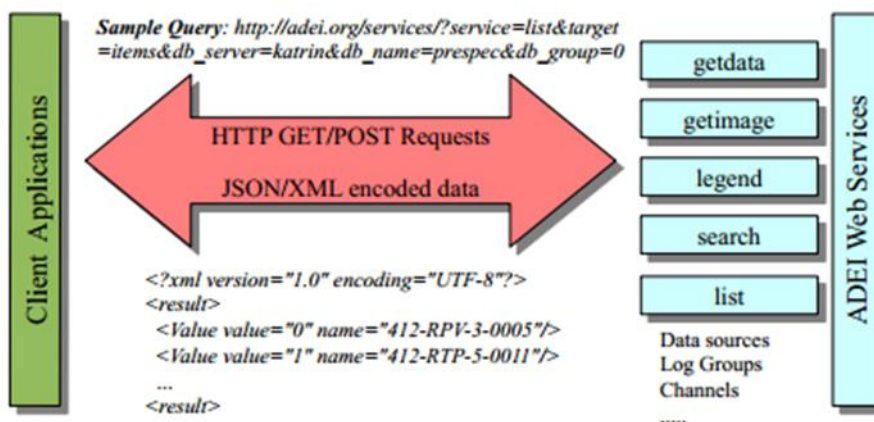 Sample Query: http://adei.org/services/?service=list&target
=items&db_server=katrin&db_name=prespec&db_group=0
Client Applications
HTTP GET/POST Requests
JSON/XML encoded data
<?xml version="1.0" encoding="UTF-8"?>
<result>
<Value value="0" name="412-RPV-3-0005"/>
<Value value="1" name="412-RTP-5-0011"/>
...
<result>
getdata
getimage
legend
search
list
Data sources
Log Groups
Channels
.....
ADEI Web Services